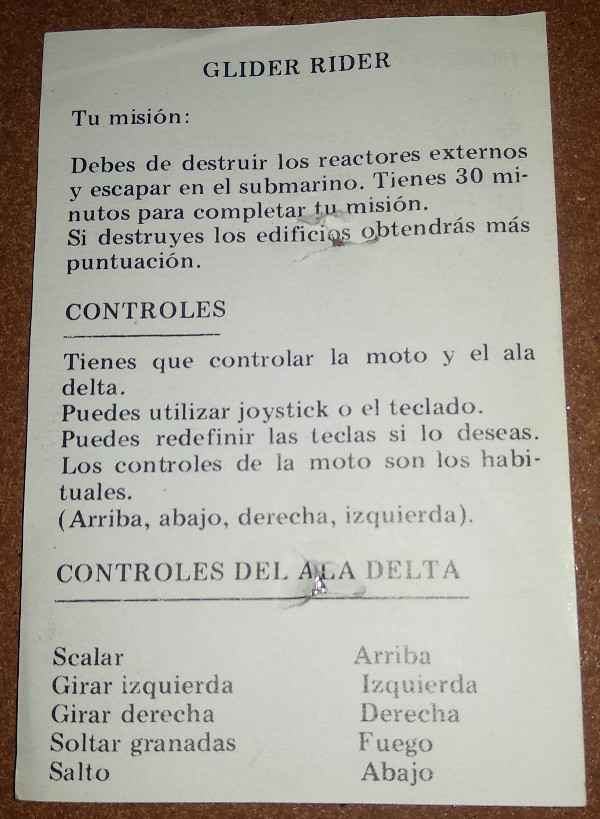 GLIDER RIDER
Tu misión:
Debes de destruir los reactores externos
y escapar en el submarino. Tienes 30 mi-
nutos para completar tu misión.
Si destruyes los edificios obtendrás más
puntuación.
CONTROLES
Tienes que controlar la moto y el ala
delta.
Puedes utilizar joystick o el teclado.
Puedes redefinir las teclas si lo deseas.
Los controles de la moto son los habi-
tuales.
(Arriba, abajo, derecha, izquierda).
CONTROLES DEL ALA DELTA
Scalar Arriba
Girar izquierda Izquierda
Girar derecha Derecha
Soltar granadas Fuego
Salto Abajo